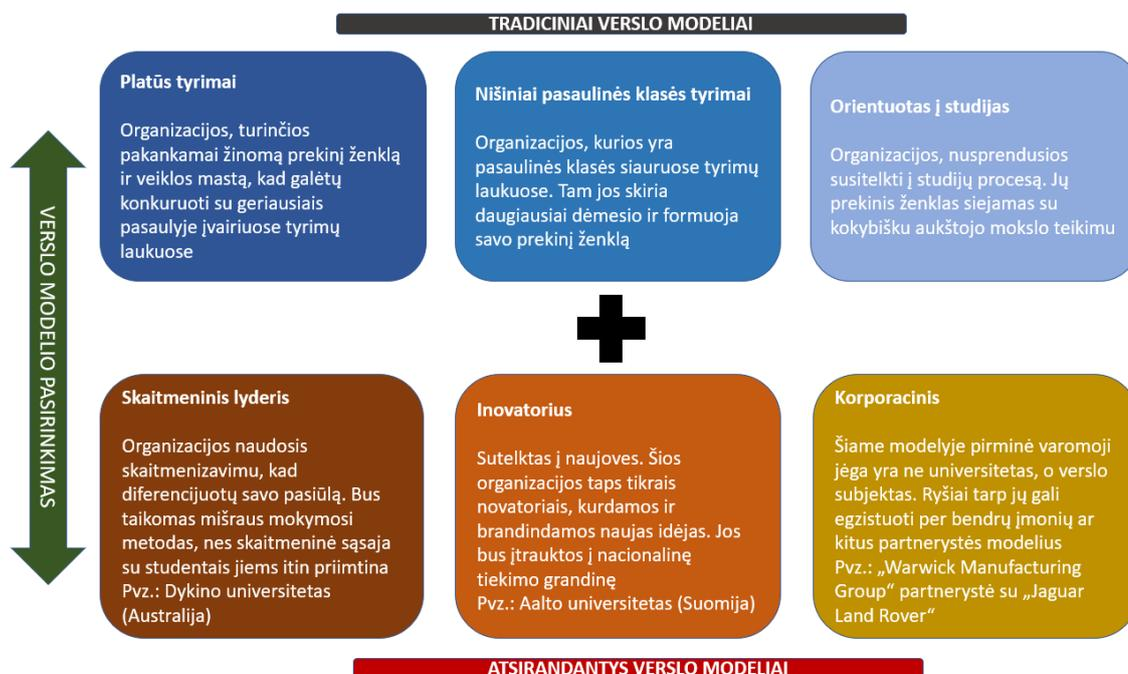 TRADICINIAI VERSLO MODELIAI
Platūs tyrimai
Organizacijos, turinčios
pakankamai žinomą prekinį ženklą
ir veiklos mastą, kad galėtų
konkuruoti su geriausiais
pasaulyje įvairiuose tyrimų
laukuose
Nišiniai pasaulinės klasės tyrimai
Organizacijos, kurios yra
pasaulinės klasės siauruose tyrimų
laukuose. Tam jos skiria
daugiausiai dėmesio ir formuoja
savo prekinį ženklą
Orientuotas į studijas
Organizacijos, nusprendusios
susitelkti į studijų procesą. Jų
prekinis ženklas siejamas su
kokybišku aukštojo mokslo teikimu
VERSLO MODELIO PASIRINKIMAS
Skaitmeninis lyderis
Organizacijos naudosis
skaitmenizavimu, kad
diferencijuotų savo pasiūlą. Bus
taikomas mišraus mokymosi
metodas, nes skaitmeninė sąsaja
su studentais jiems itin priimtina
Pvz.: Dykino universitetas
(Australija)
Inovatorius
Sutelktas į naujoves. Šios
organizacijos taps tikrais
novatoriais, kurdamos ir
brandindamos naujas idėjas. Jos
bus įtrauktos į nacionalinę
tiekimo grandinę
Pvz.: Aalto universitetas (Suomija)
Korporacinis
Šiame modelyje pirminė varomoji
jėga yra ne universitetas, o verslo
subjektas. Ryšiai tarp jų gali
egzistuoti per bendrų įmonių ar
kitus partnerystės modelius
Pvz.: „Warwick Manufacturing
Group“ partnerystė su „Jaguar
Land Rover“
ATSIRANDANTYS VERSLO MODELIAI